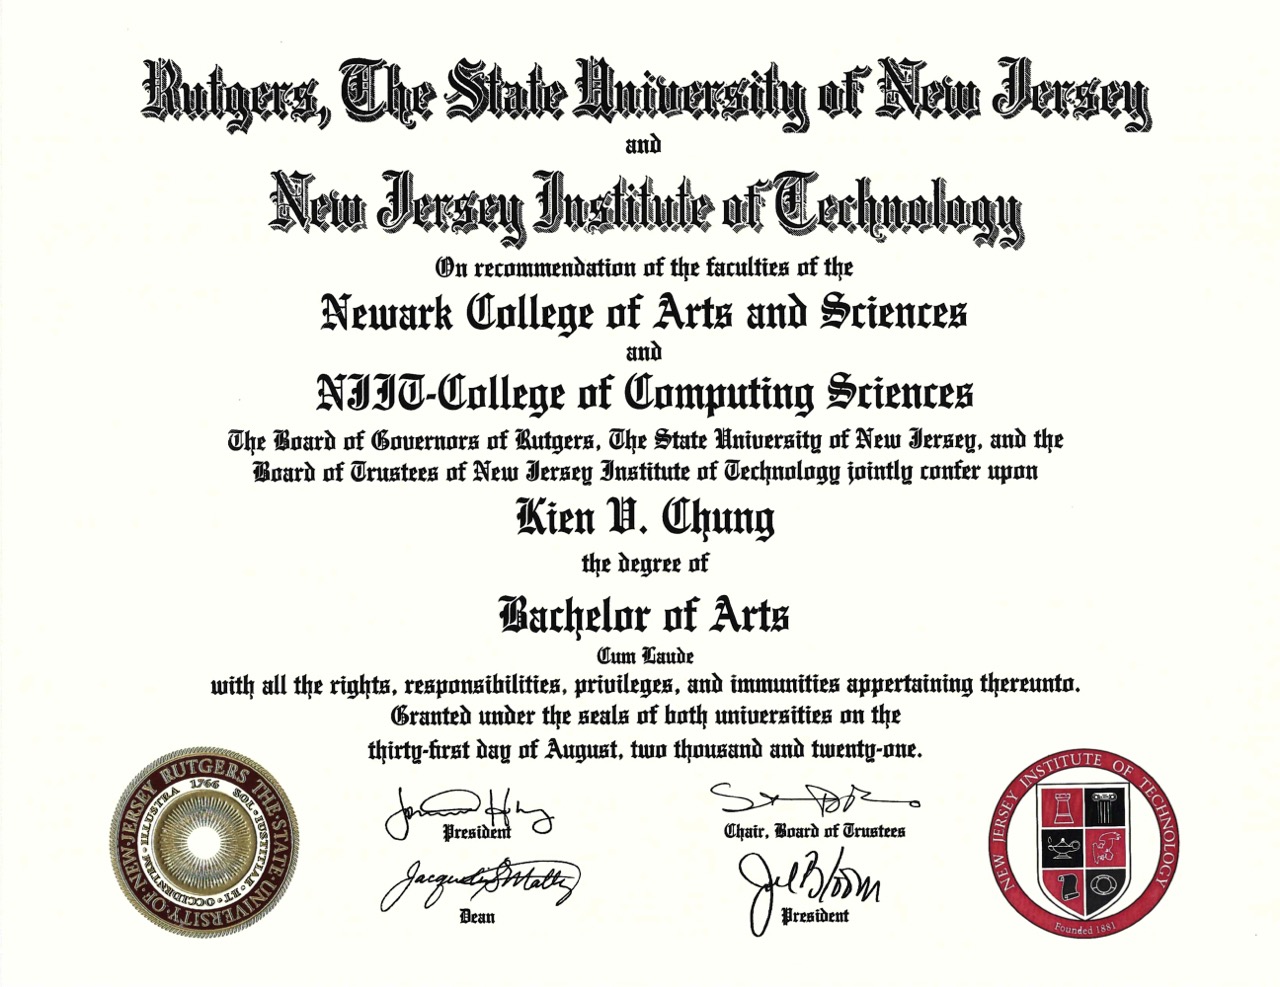 Rutgers, The State University of New Jersey
and
New Jersey Institute of Technology
On recommendation of the faculties of the
Newark College of Arts and Sciences
and
NJIT-College of Computing Sciences
The Board of Governors of Rutgers, The State University of New Jersey, and the
Board of Trustees of New Jersey Institute of Technology jointly confer upon
Kien V. Chung
the degree of
Bachelor of Arts
Cum Laude
with all the rights, responsibilities, privileges, and immunities appertaining thereunto.
Granted under the seals of both universities on the
thirty-first day of August, two thousand and twenty-one.
RUTGERS THE·STATE·UNIVERSITY·OF·NEW·JERSEY
1766
SOL·IUSTITIAE·ET·OCCIDENTEM·ILLUSTRA
President
Chair, Board of Trustees
Joel Bloom
Dean
President
NEW JERSEY INSTITUTE OF TECHNOLOGY
Founded 1881